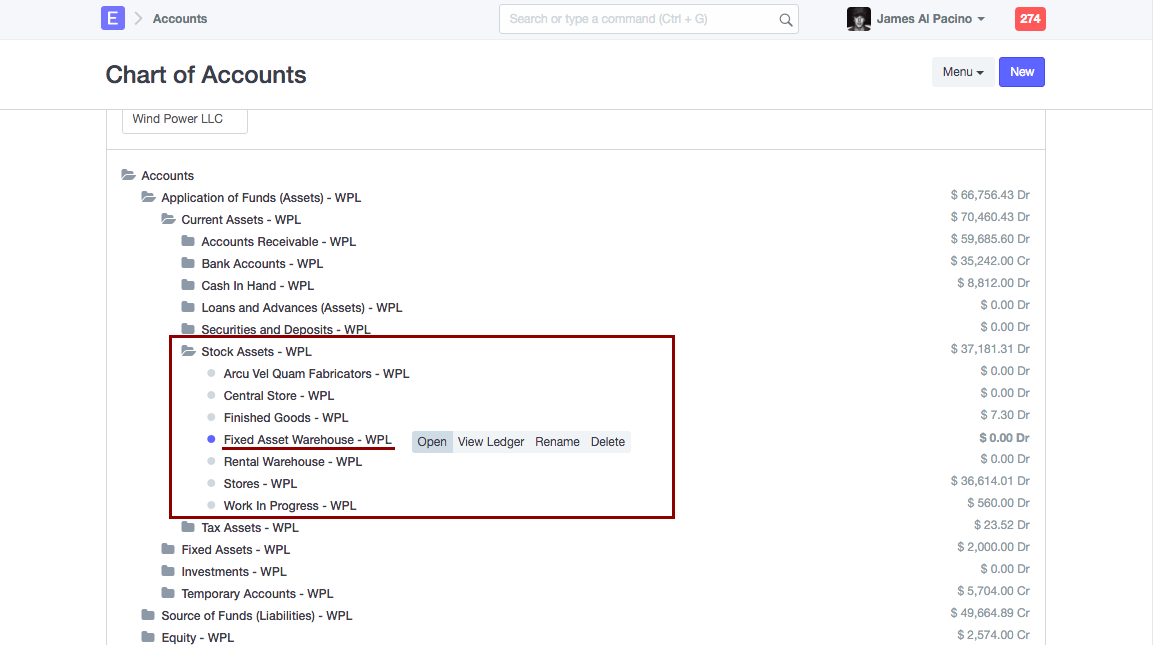 E Accounts Search or type a command (Ctrl + G) James Al Pacino 274
Chart of Accounts Menu New
Wind Power LLC
Accounts
Application of Funds (Assets) - WPL $ 66,756.43 Dr
Current Assets - WPL $ 70,460.43 Dr
Accounts Receivable - WPL $ 59,685.60 Dr
Bank Accounts - WPL $ 35,242.00 Cr
Cash In Hand - WPL $ 8,812.00 Dr
Loans and Advances (Assets) - WPL $ 0.00 Dr
Securities and Deposits - WPL $ 0.00 Dr
Stock Assets - WPL $ 37,181.31 Dr
Arcu Vel Quam Fabricators - WPL $ 0.00 Dr
Central Store - WPL $ 0.00 Dr
Finished Goods - WPL $ 7.30 Dr
Fixed Asset Warehouse - WPL Open View Ledger Rename Delete $ 0.00 Dr
Rental Warehouse - WPL $ 0.00 Dr
Stores - WPL $ 36,614.01 Dr
Work In Progress - WPL $ 560.00 Dr
Tax Assets - WPL $ 23.52 Dr
Fixed Assets - WPL $ 2,000.00 Dr
Investments - WPL $ 0.00 Dr
Temporary Accounts - WPL $ 5,704.00 Cr
Source of Funds (Liabilities) - WPL $ 49,664.89 Cr
Equity - WPL $ 2,574.00 Cr